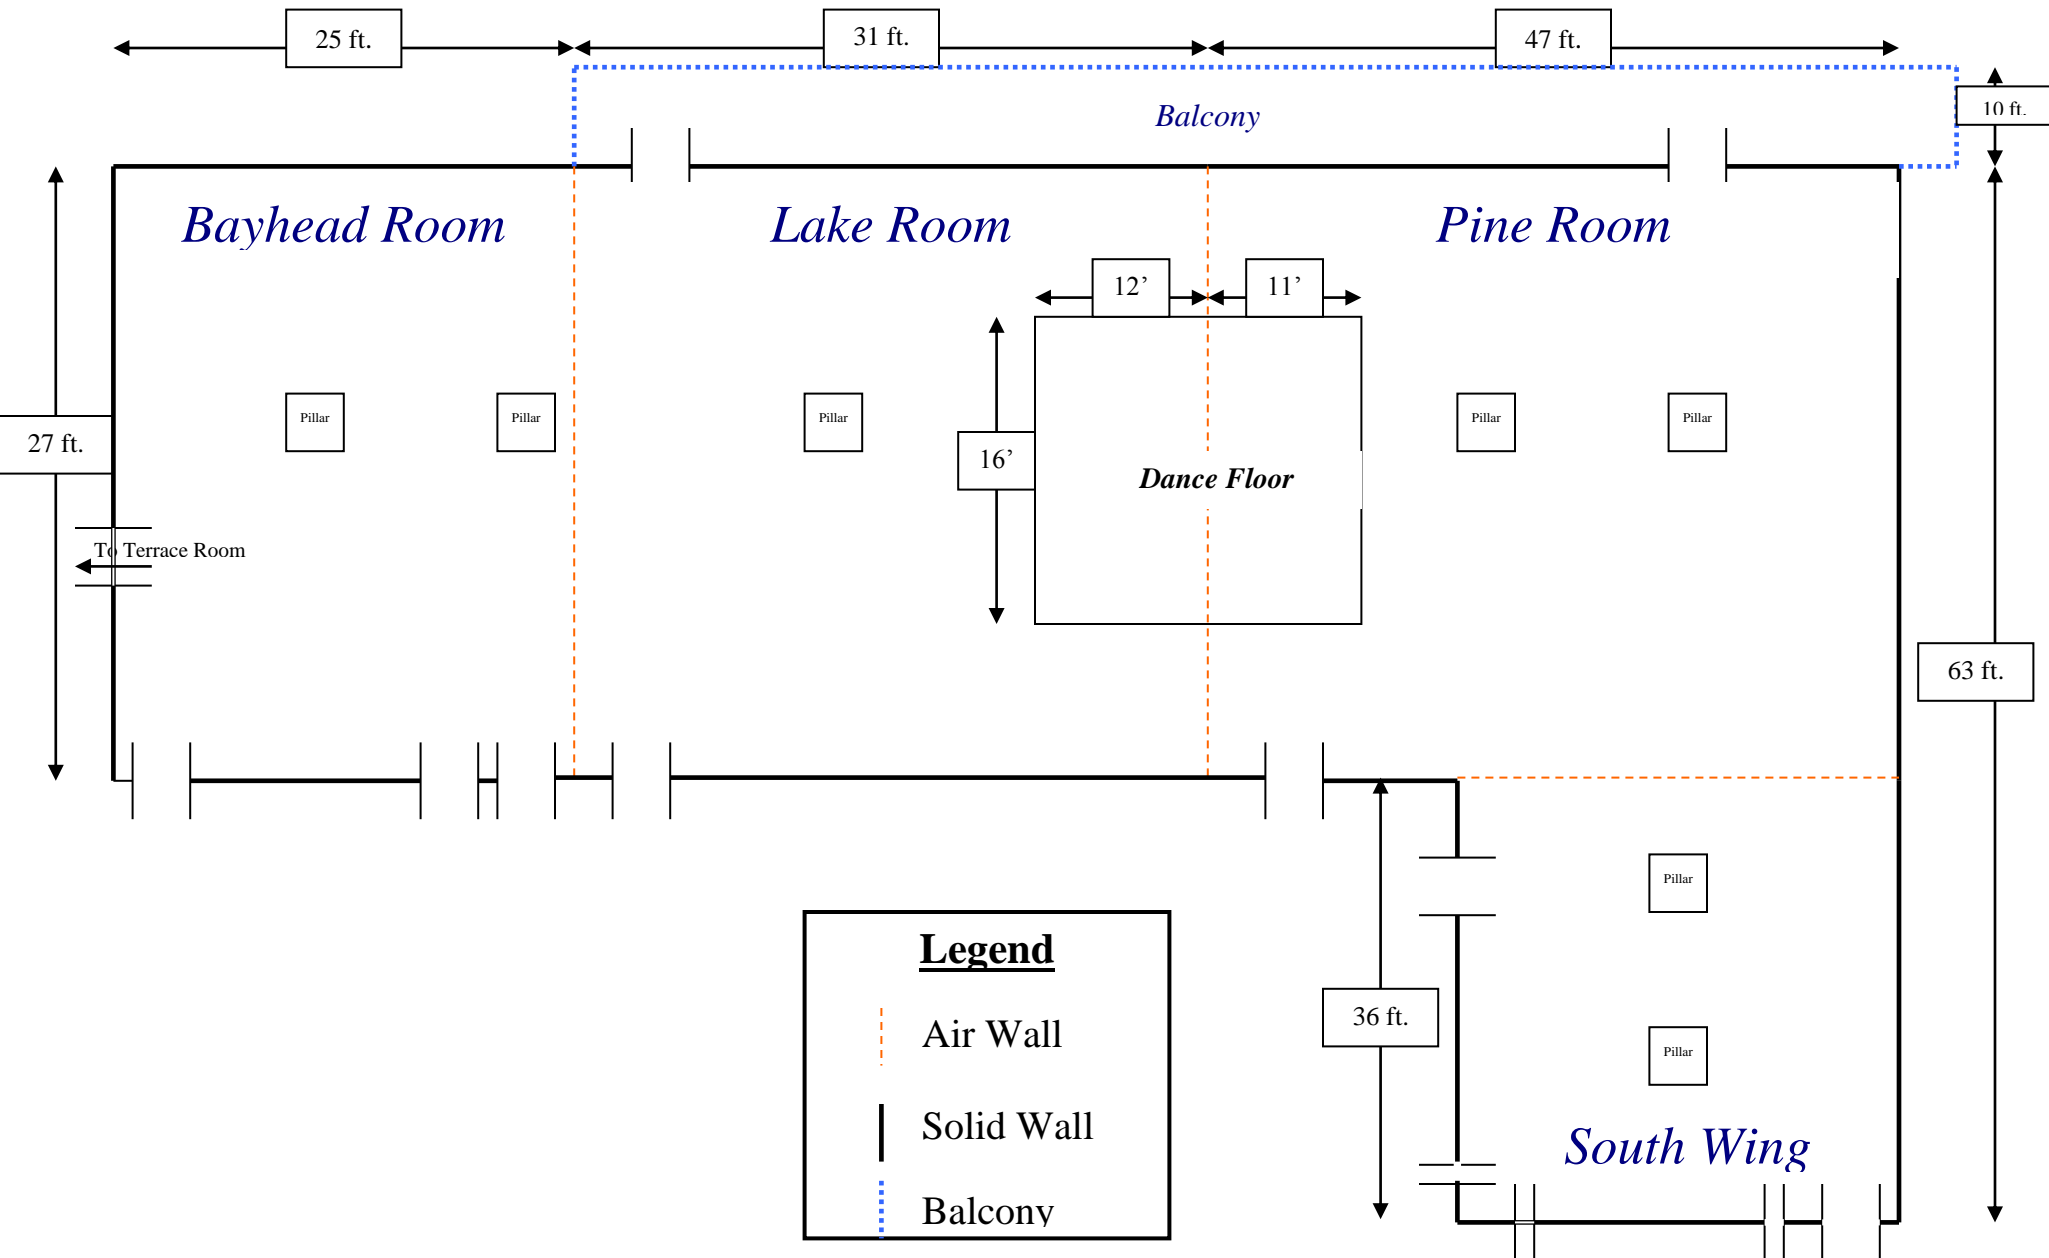 25 ft.
31 ft.
47 ft.
Balcony
10 ft.
Bayhead Room
Lake Room
Pine Room
12’
11’
Pillar
Pillar
Pillar
Pillar
Pillar
27 ft.
16’
Dance Floor
To Terrace Room
63 ft.
Pillar
Legend
Air Wall
36 ft.
Pillar
Solid Wall
South Wing
Balcony